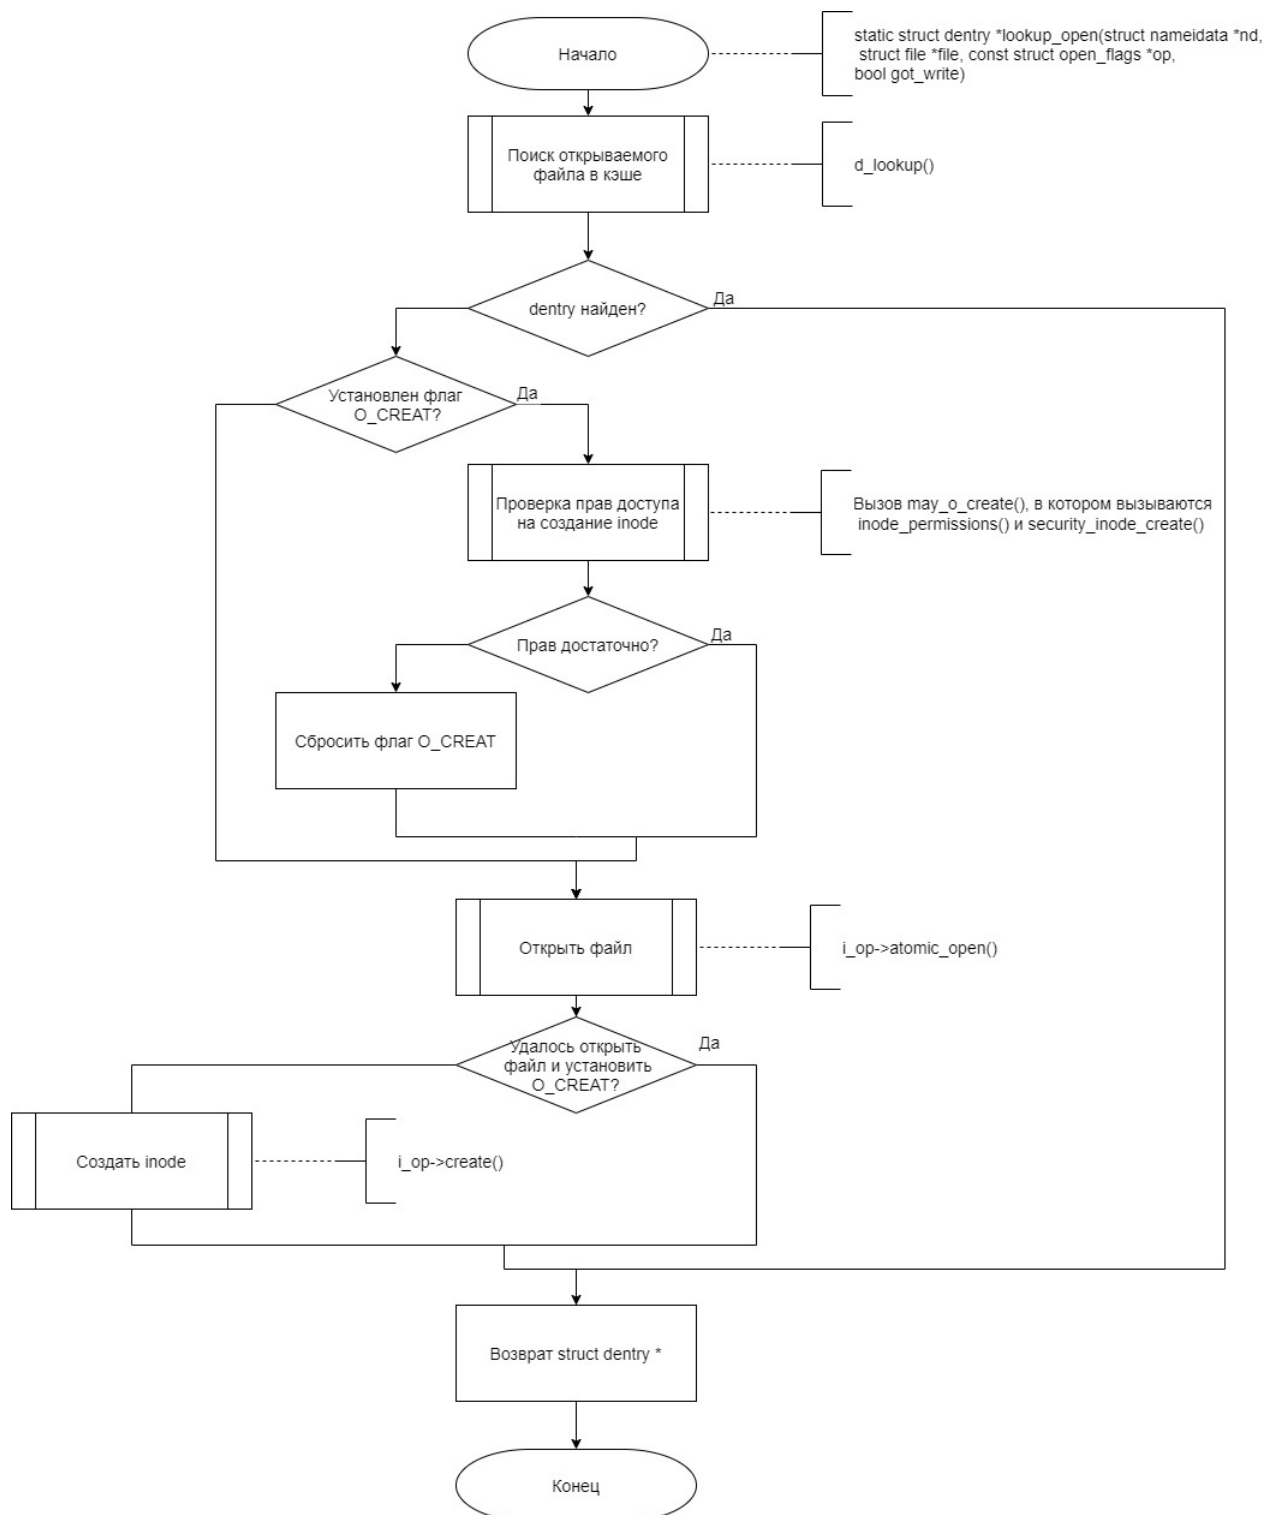 Начало
static struct dentry *lookup_open(struct nameidata *nd,
struct file *file, const struct open_flags *op,
bool got_write)
Поиск открываемого
файла в кэше
d_lookup()
dentry найден?
Да
Установлен флаг
O_CREAT?
Да
Проверка прав доступа
на создание inode
Вызов may_o_create(), в котором вызываются
inode_permissions() и security_inode_create()
Прав достаточно?
Да
Сбросить флаг O_CREAT
Открыть файл
i_op->atomic_open()
Удалось открыть
файл и установить
O_CREAT?
Да
Создать inode
i_op->create()
Возврат struct dentry *
Конец